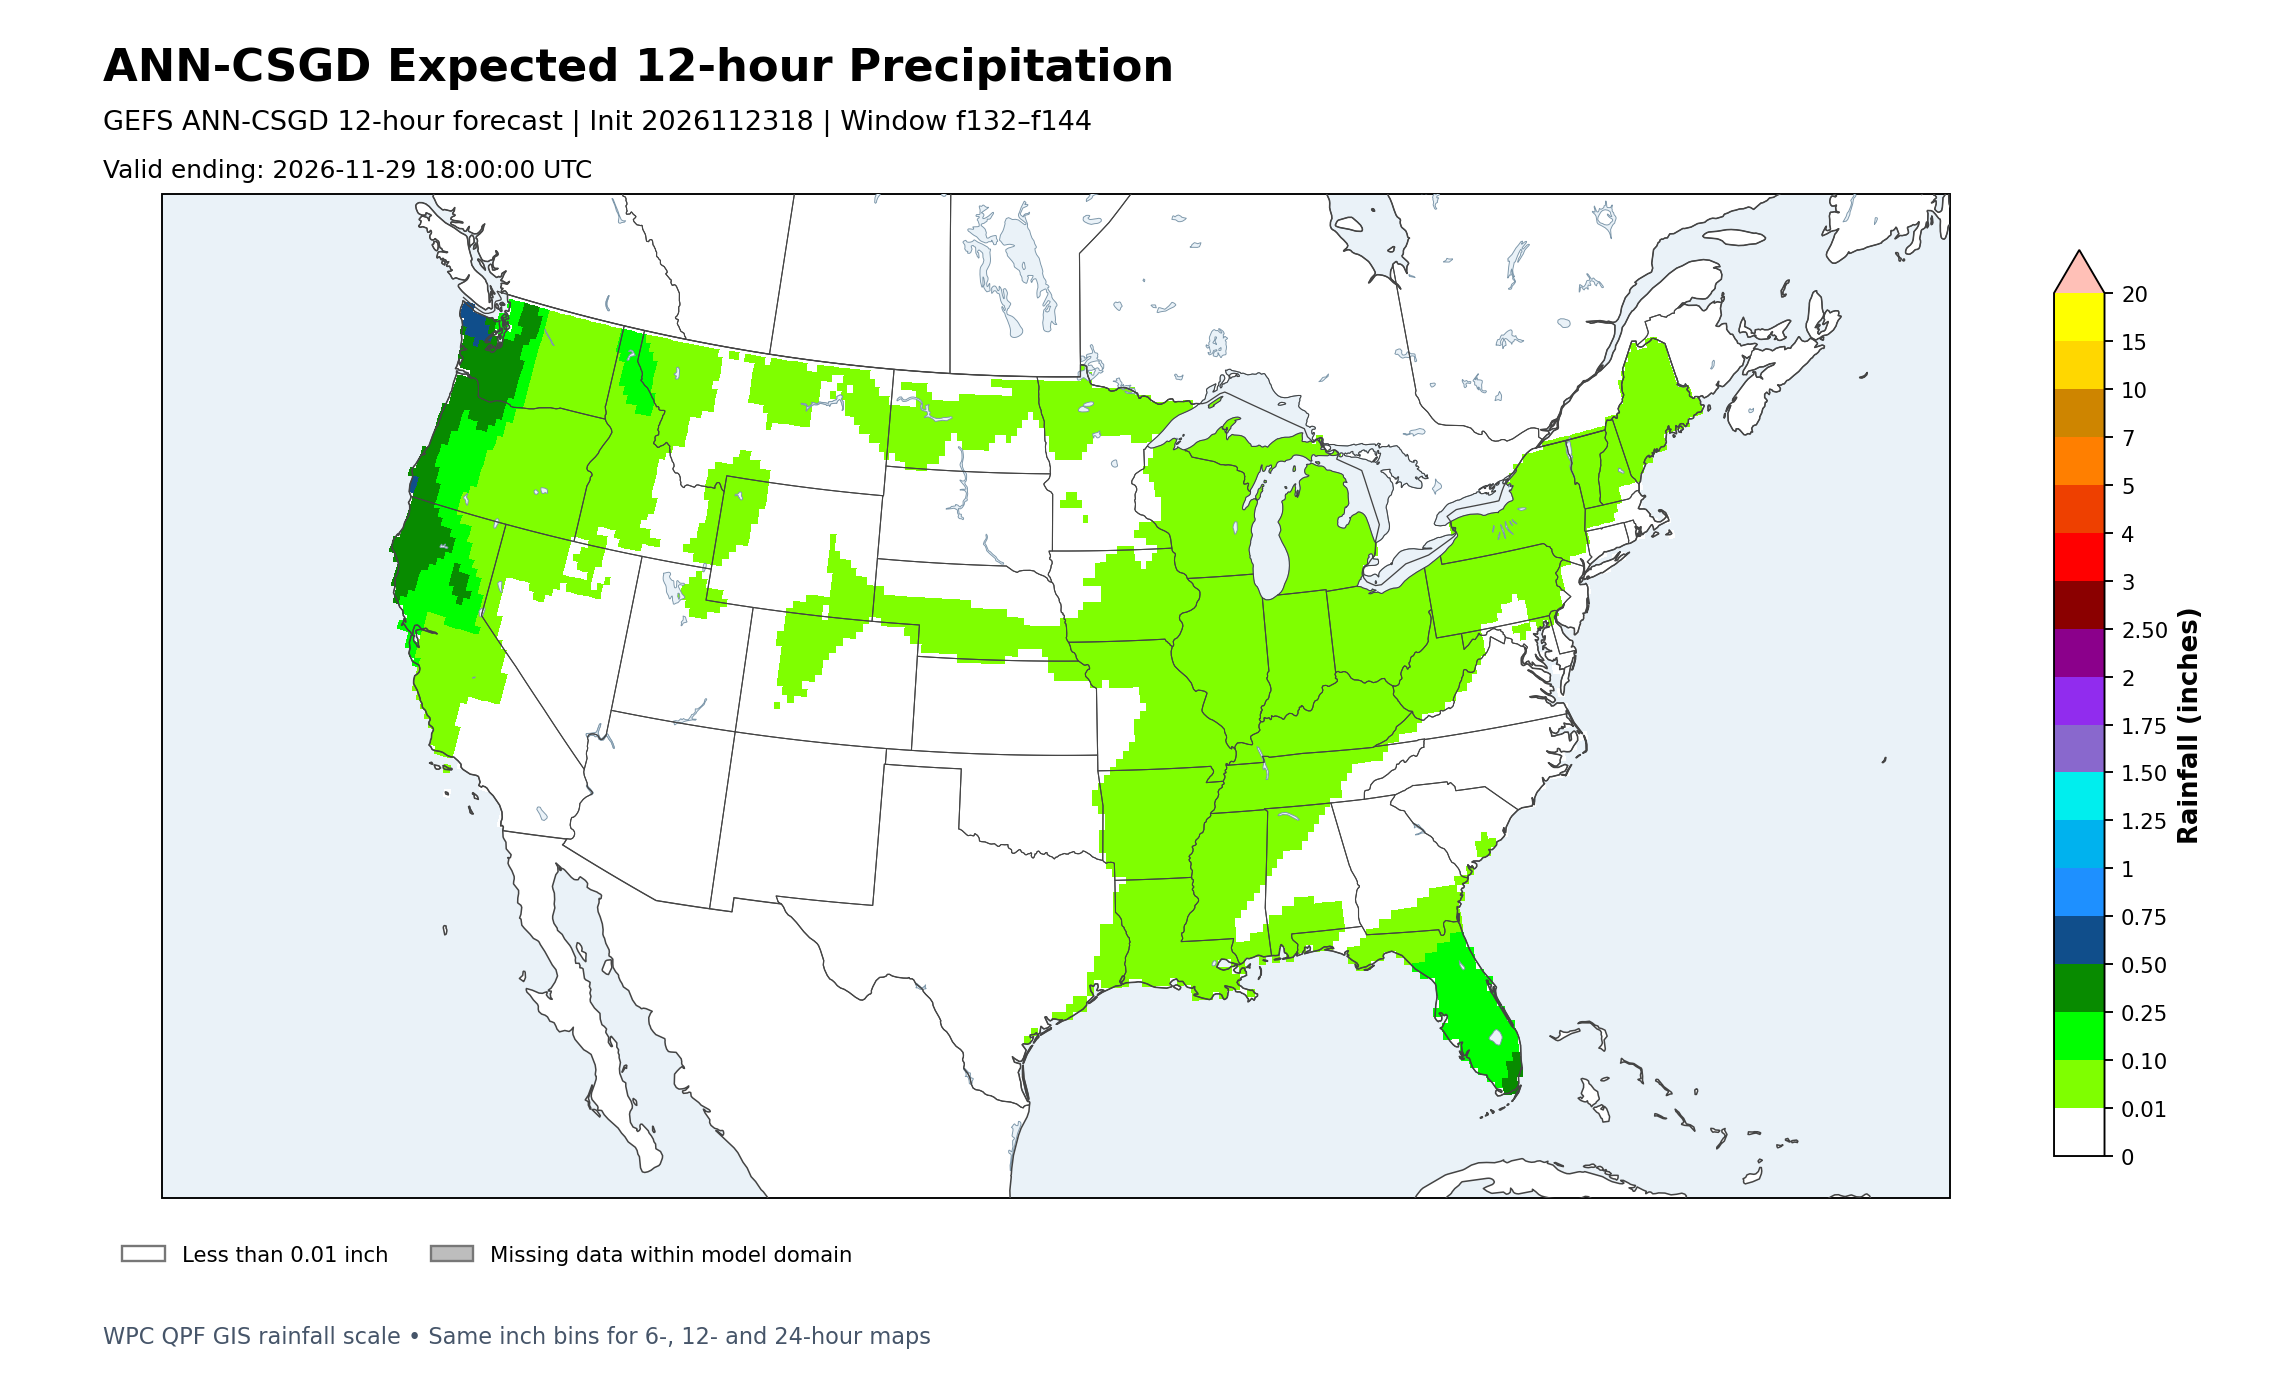 ANN-CSGD Expected 12-hour Precipitation
GEFS ANN-CSGD 12-hour forecast | Init 2026112318 | Window f132–f144
Valid ending: 2026-11-29 18:00:00 UTC
20
15
10
7
5
4
3
2.50
2
1.75
1.50
1.25
1
0.75
0.50
0.25
0.10
0.01
0
Rainfall (inches)
Less than 0.01 inch
Missing data within model domain
WPC QPF GIS rainfall scale • Same inch bins for 6-, 12- and 24-hour maps